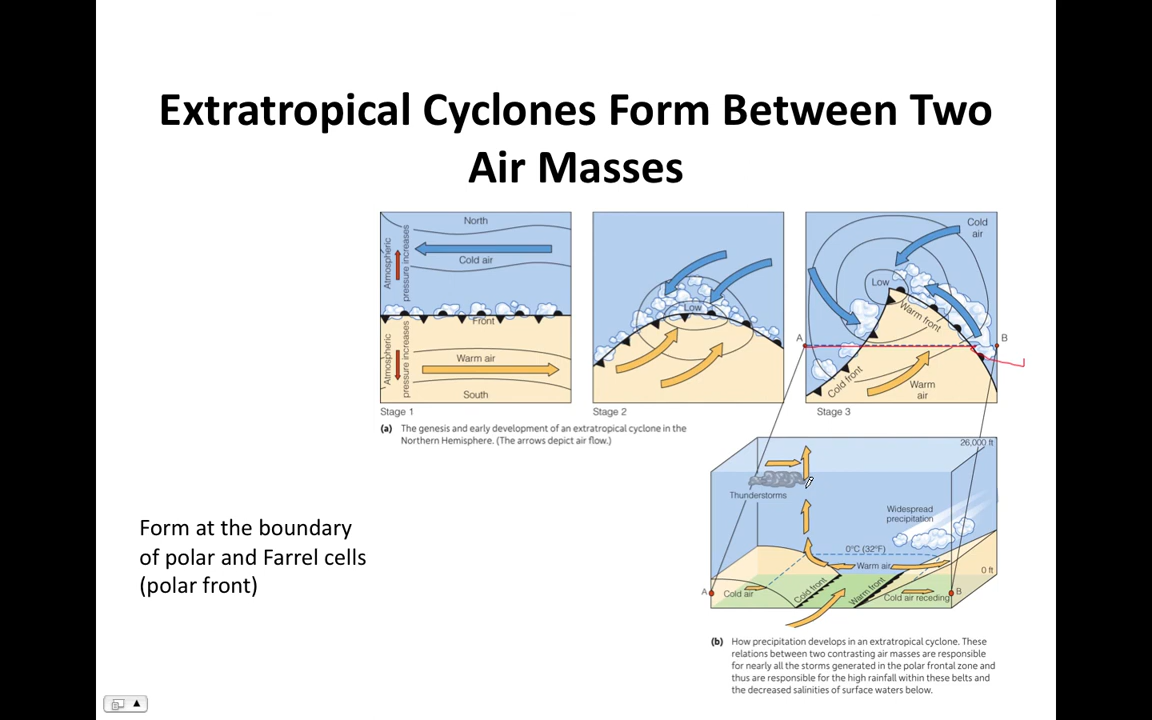 Extratropical Cyclones Form Between Two
Air Masses
North
Cold air
Atmospheric
pressure increases
Front
Atmospheric
pressure increases
Warm air
South
Stage 1
Low
Stage 2
Cold
air
Low
Warm front
A
B
Cold front
Warm
air
Stage 3
(a) The genesis and early development of an extratropical cyclone in the
Northern Hemisphere. (The arrows depict air flow.)
26,000 ft
Thunderstorms
Widespread
precipitation
0°C (32°F)
Warm air
0 ft
A
Cold air
Cold front
Warm front
Cold air receding
B
Form at the boundary
of polar and Farrel cells
(polar front)
(b) How precipitation develops in an extratropical cyclone. These
relations between two contrasting air masses are responsible
for nearly all the storms generated in the polar frontal zone and
thus are responsible for the high rainfall within these belts and
the decreased salinities of surface waters below.